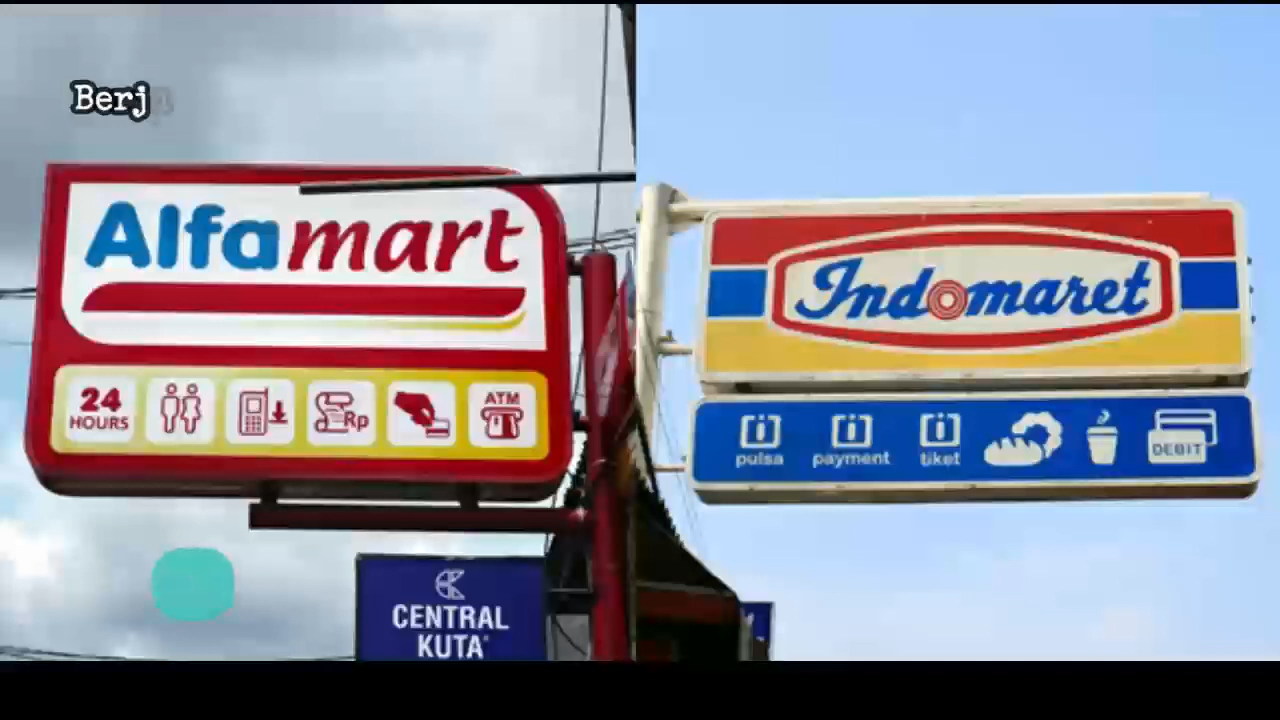 Berj
Alfamart
24
HOURS
Rp
ATM
CENTRAL
KUTA
Indomaret
pulsa
payment
tiket
DEBIT